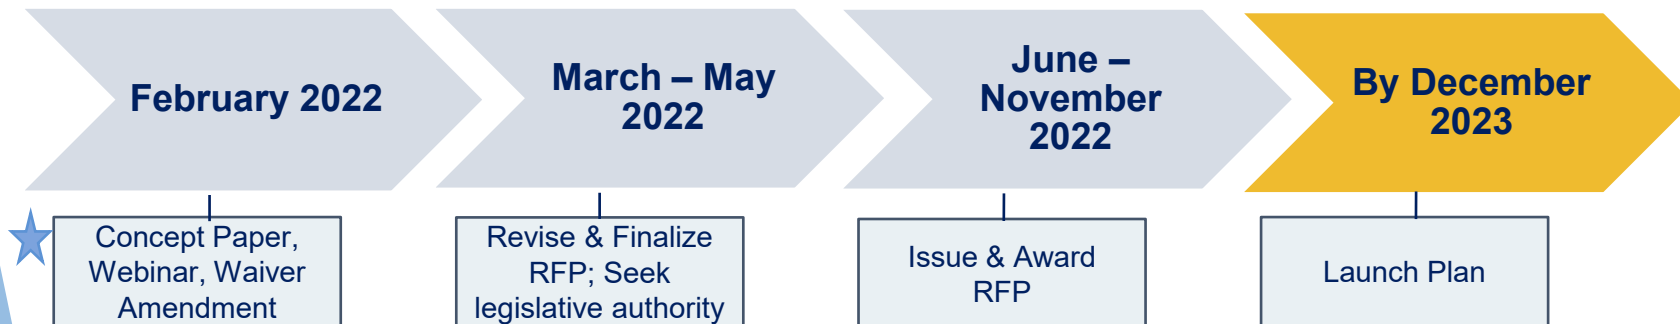 February 2022
March – May
2022
June –
November
2022
By December
2023
Concept Paper,
Webinar, Waiver
Amendment
Revise & Finalize
RFP; Seek
legislative authority
Issue & Award
RFP
Launch Plan